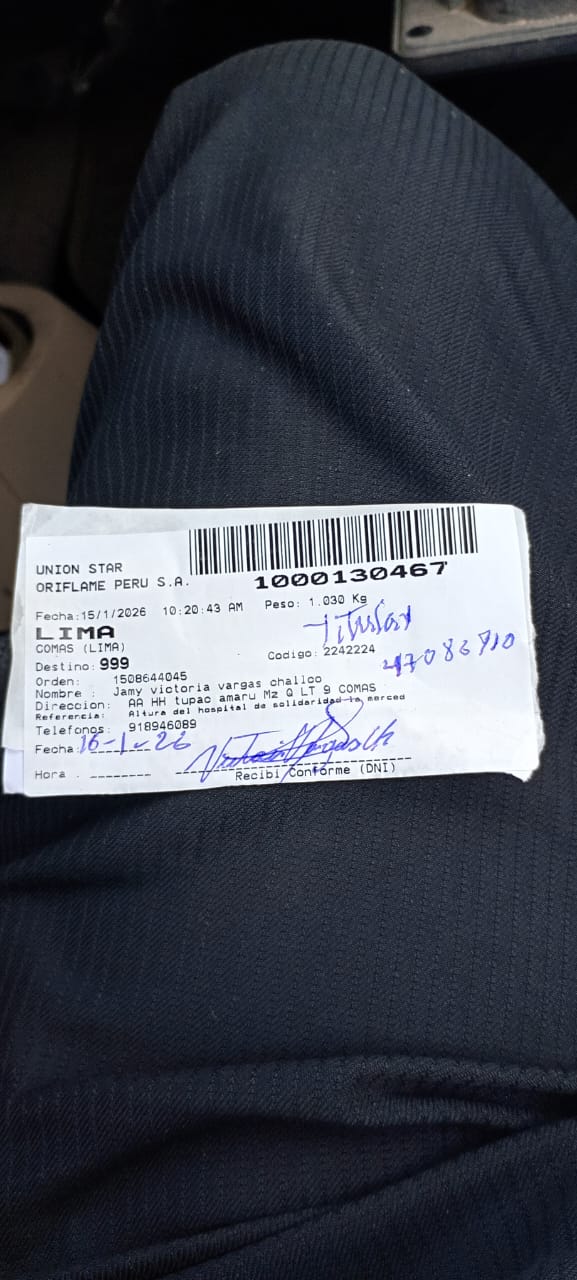 UNION STAR
ORIFLAME PERU S.A.
1000130467
Fecha:15/1/2026 10:20:43 AM Peso: 1.030 Kg
LIMA
Titular
COMAS (LIMA)
Codigo: 2242224
Destino: 999
Orden: 1508644045
Nombre : Jamy victoria vargas challco
Direccion: AA HH tupac amaru Mz Q LT 9 COMAS
Referencia: Altura del hospital de solidaridad la merced
Telefonos: 918946089
Fecha: 16-1-26
Hora . --------
Recibi Conforme (DNI)